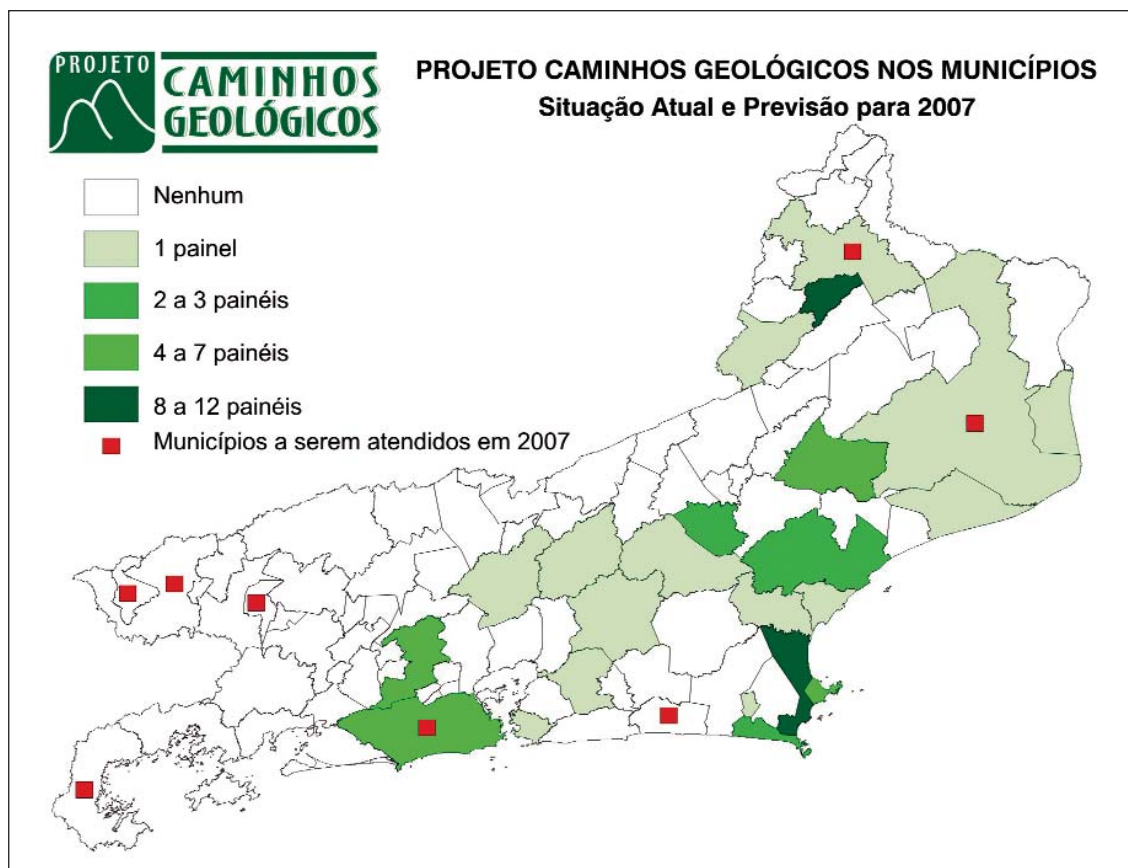 PROJETO
CAMINHOS
GEOLÓGICOS
PROJETO CAMINHOS GEOLÓGICOS NOS MUNICÍPIOS
Situação Atual e Previsão para 2007
Nenhum
1 painel
2 a 3 painéis
4 a 7 painéis
8 a 12 painéis
Municípios a serem atendidos em 2007